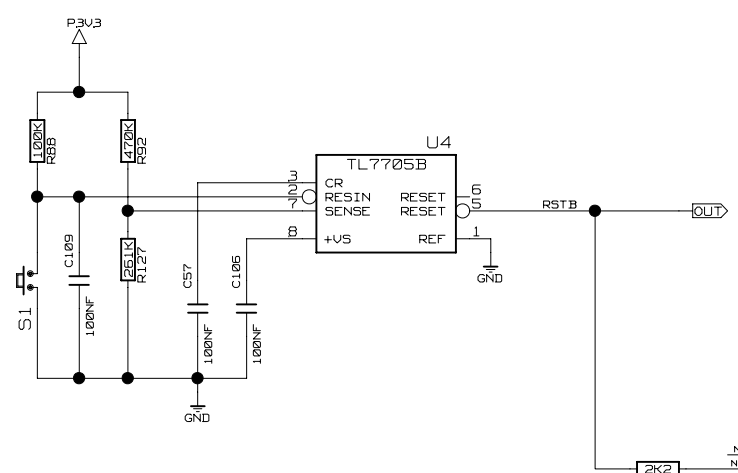 P3V3
100K
R88
470K
R92
U4
TL7705B
3
CR
2
RESIN
RESET
6
7
SENSE
RESET
5
RSTB
OUT
8
+VS
REF
1
GND
C109
100NF
261K
R127
C57
100NF
C106
100NF
S1
GND
2K2